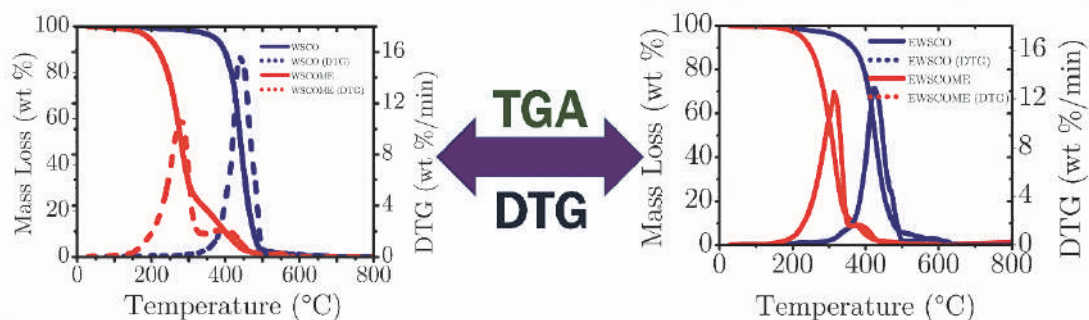 Mass Loss (wt %)
100
80
60
40
20
0
0 200 400 600 800
Temperature (°C)
16
12
8
4
0
DTG (wt %/min)
WSCO
WSCO (DTG)
WSCOME
WSCOME (DTG)
TGA
DTG
Mass Loss (wt %)
100
80
60
40
20
0
0 200 400 600 800
Temperature (°C)
16
12
8
4
0
DTG (wt %/min)
EWSCO
EWSCO (DTG)
EWSCOME
EWSCOME (DTG)